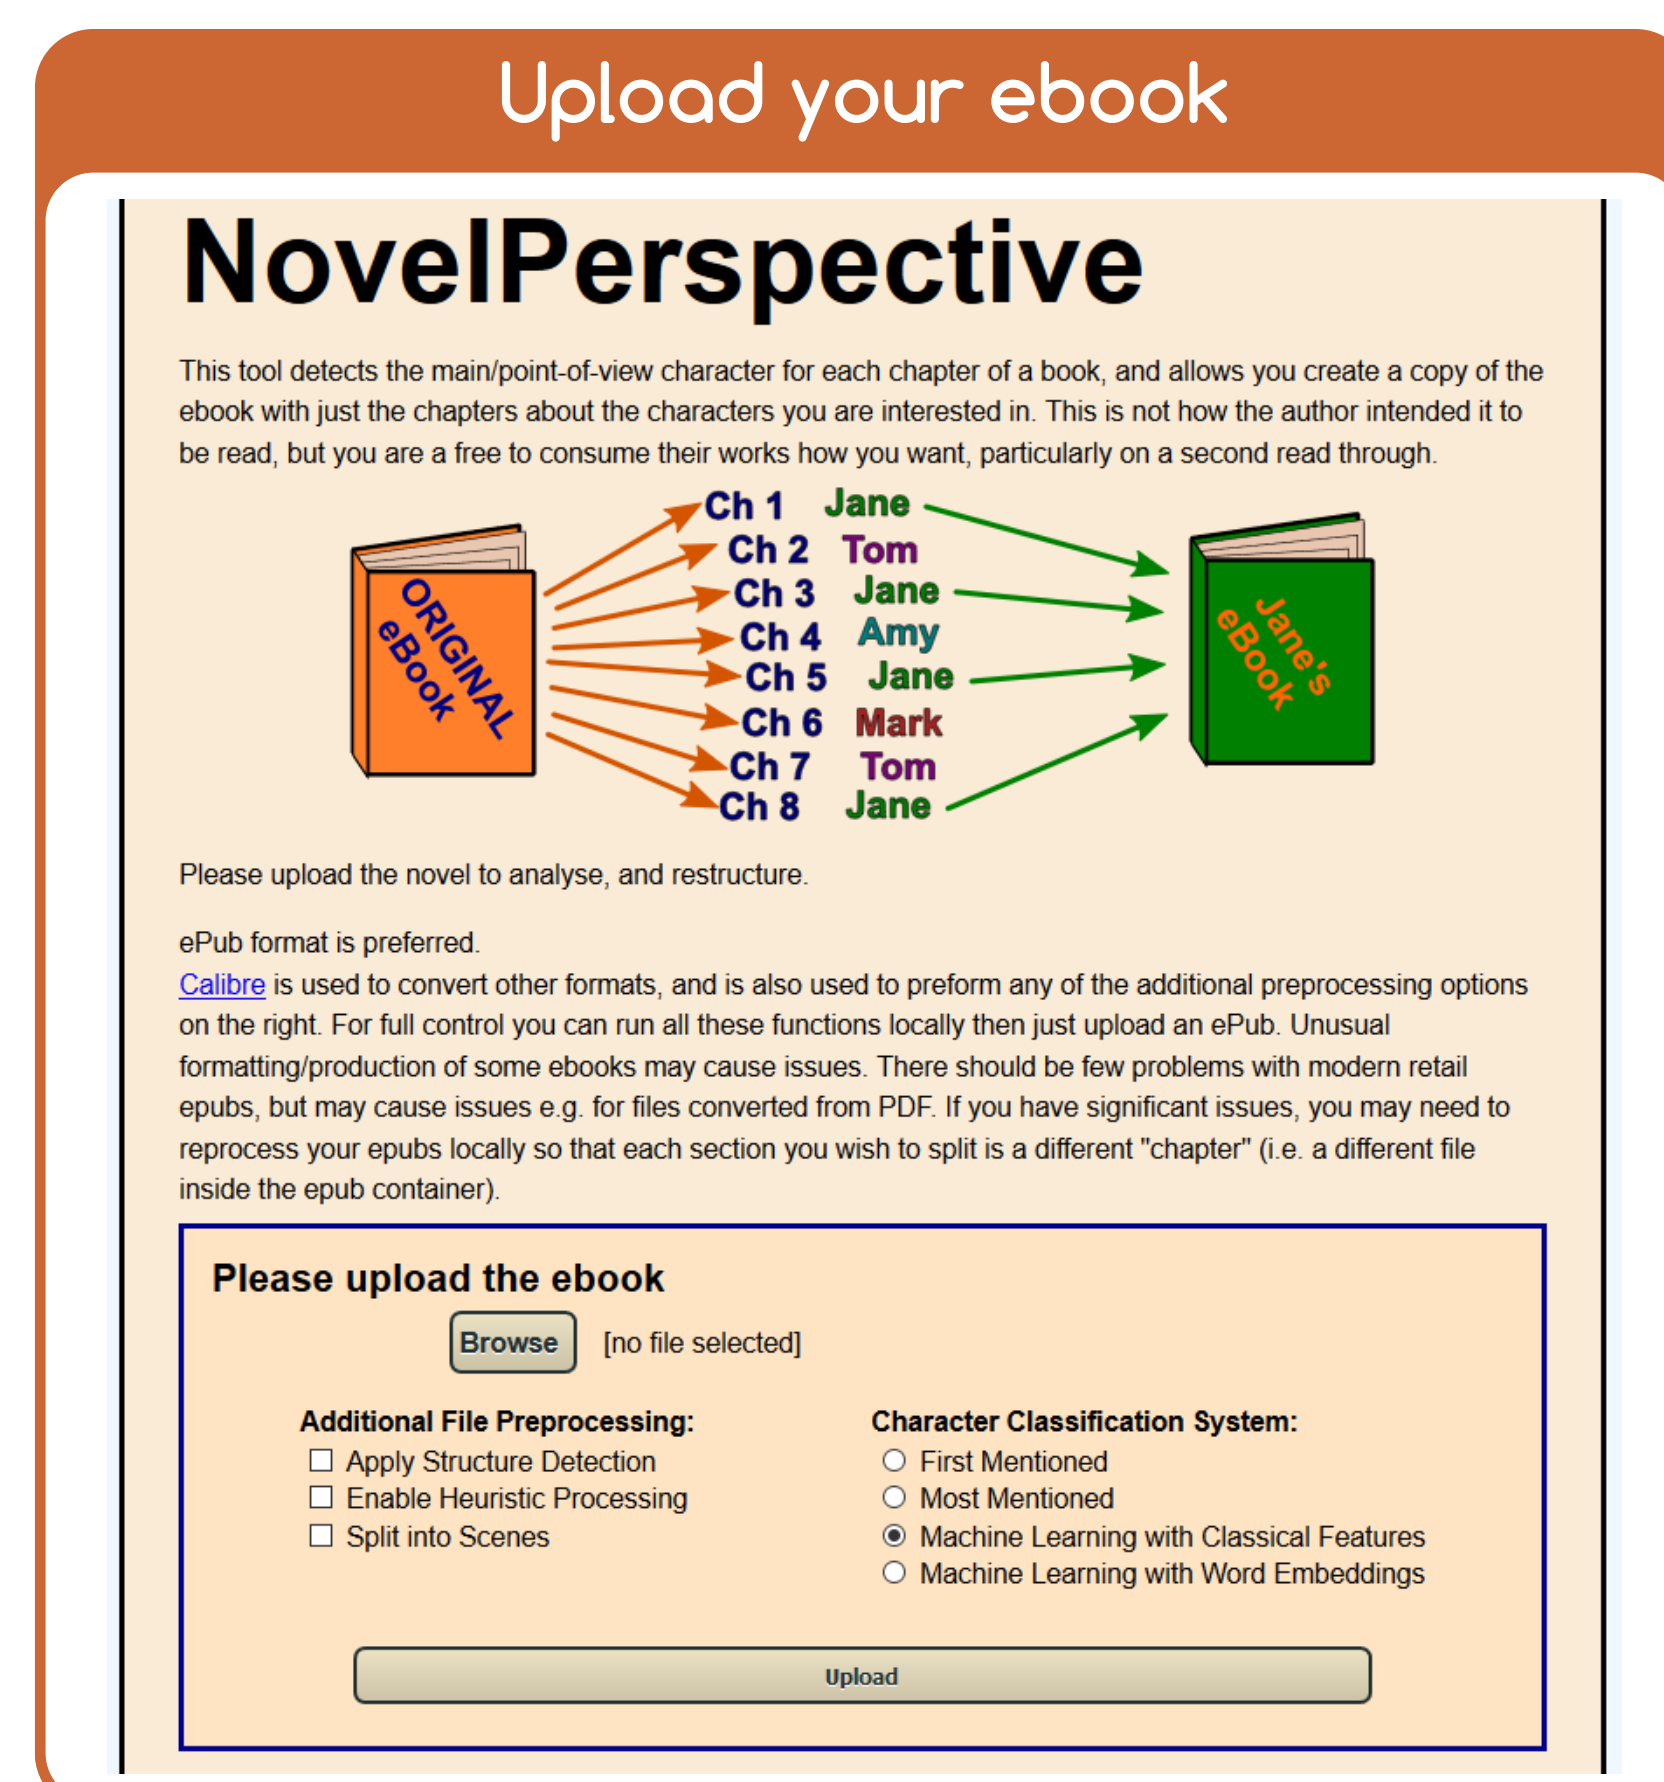 Upload your ebook
NovelPerspective
This tool detects the main/point-of-view character for each chapter of a book, and allows you create a copy of the
ebook with just the chapters about the characters you are interested in. This is not how the author intended it to
be read, but you are a free to consume their works how you want, particularly on a second read through.
ORIGINAL
eBook
Ch 1 Jane
Ch 2 Tom
Ch 3 Jane
Ch 4 Amy
Ch 5 Jane
Ch 6 Mark
Ch 7 Tom
Ch 8 Jane
Jane's
eBook
Please upload the novel to analyse, and restructure.
ePub format is preferred.
Calibre is used to convert other formats, and is also used to preform any of the additional preprocessing options
on the right. For full control you can run all these functions locally then just upload an ePub. Unusual
formatting/production of some ebooks may cause issues. There should be few problems with modern retail
epubs, but may cause issues e.g. for files converted from PDF. If you have significant issues, you may need to
reprocess your epubs locally so that each section you wish to split is a different "chapter" (i.e. a different file
inside the epub container).
Please upload the ebook
Browse [no file selected]
Additional File Preprocessing:
Apply Structure Detection
Enable Heuristic Processing
Split into Scenes
Character Classification System:
First Mentioned
Most Mentioned
Machine Learning with Classical Features
Machine Learning with Word Embeddings
Upload